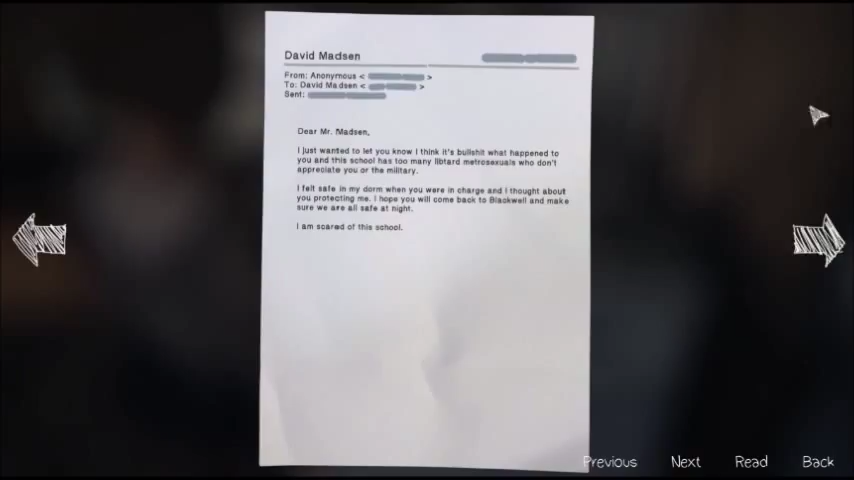 David Madsen
From: Anonymous < >
To: David Madsen < >
Sent:
Dear Mr. Madsen,
I just wanted to let you know I think it's bullshit what happened to
you and this school has too many libtard metrosexuals who don't
appreciate you or the military.
I felt safe in my dorm when you were in charge and I thought about
you protecting me. I hope you will come back to Blackwell and make
sure we are all safe at night.
I am scared of this school.
Previous Next Read Back